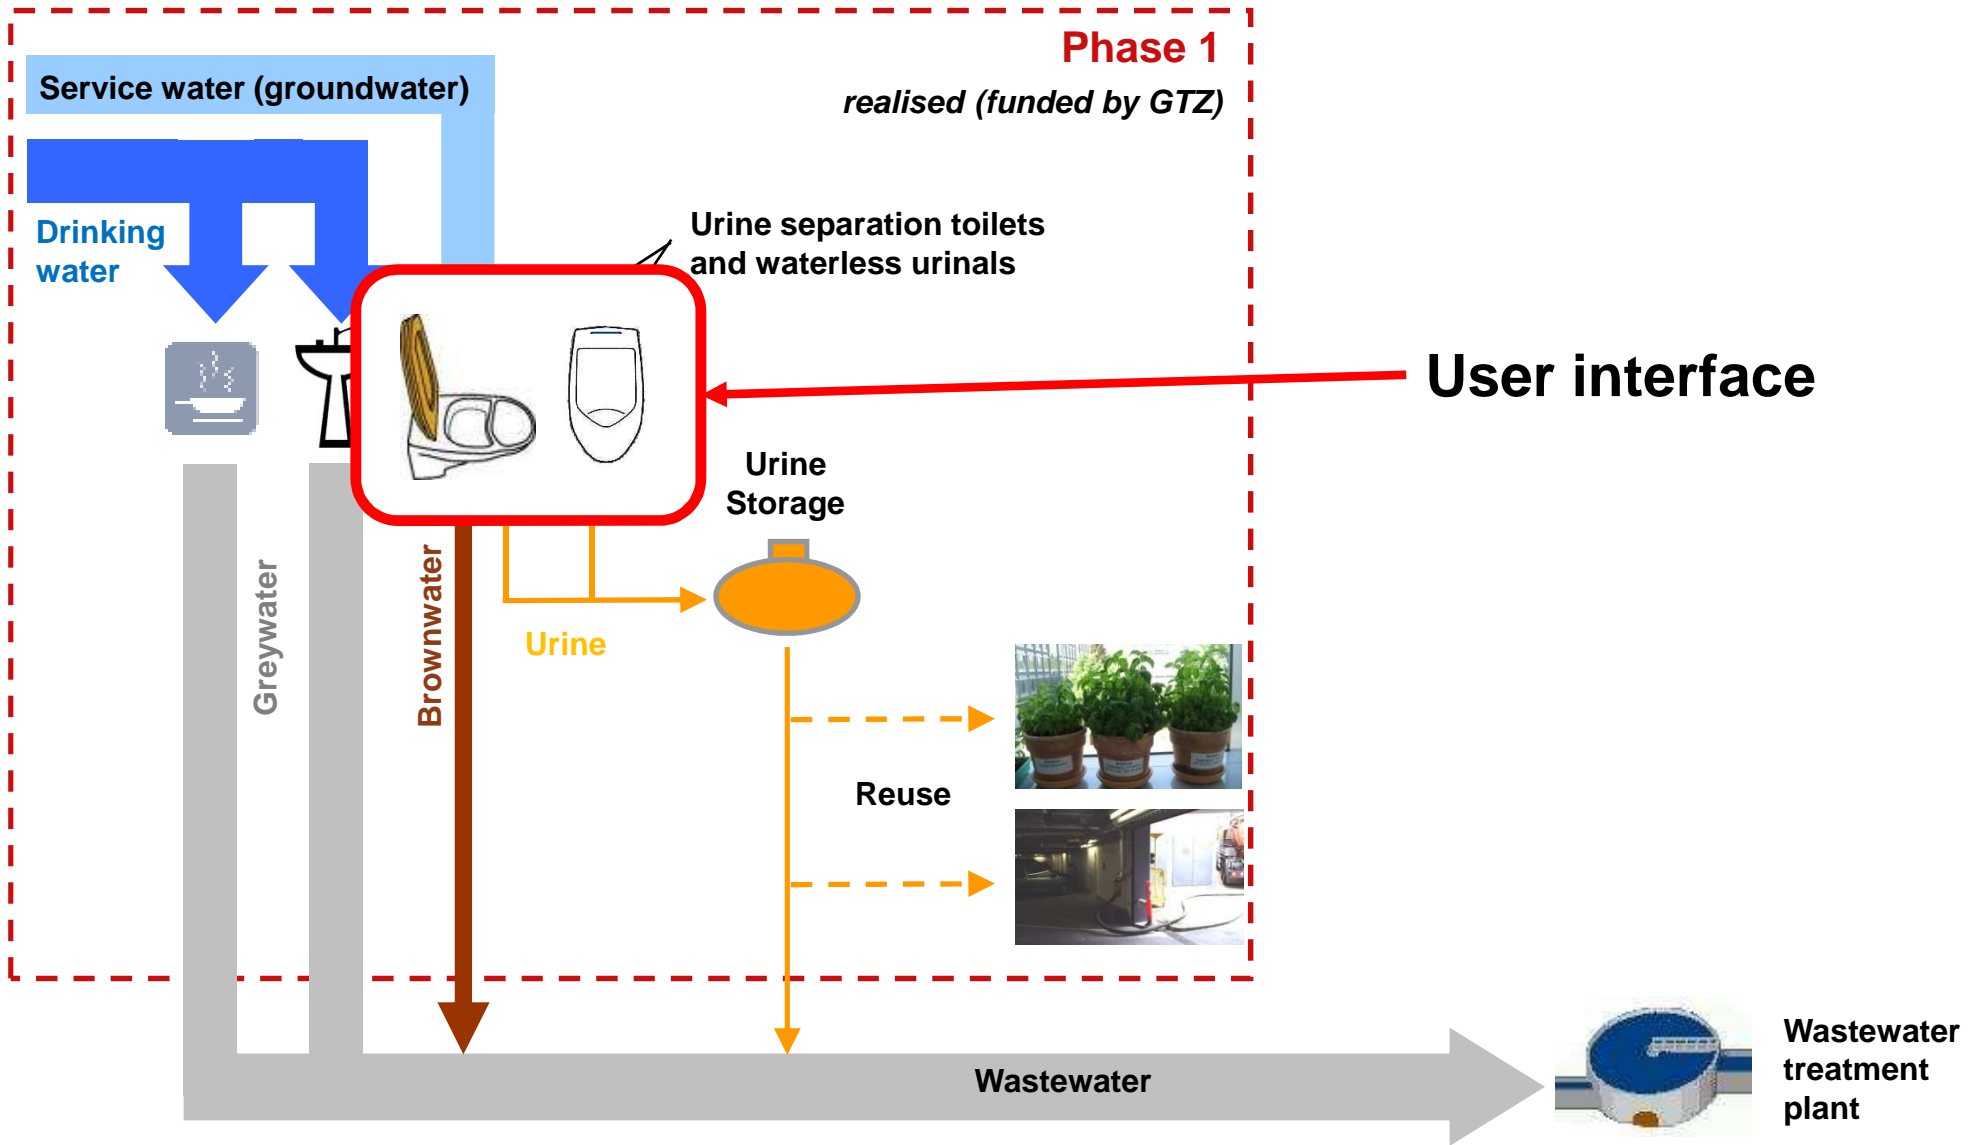 Phase 1
realised (funded by GTZ)
Service water (groundwater)
Drinking
water
Urine separation toilets
and waterless urinals
User interface
Urine
Storage
Greywater
Brownwater
Urine
Reuse
Wastewater
Wastewater
treatment
plant